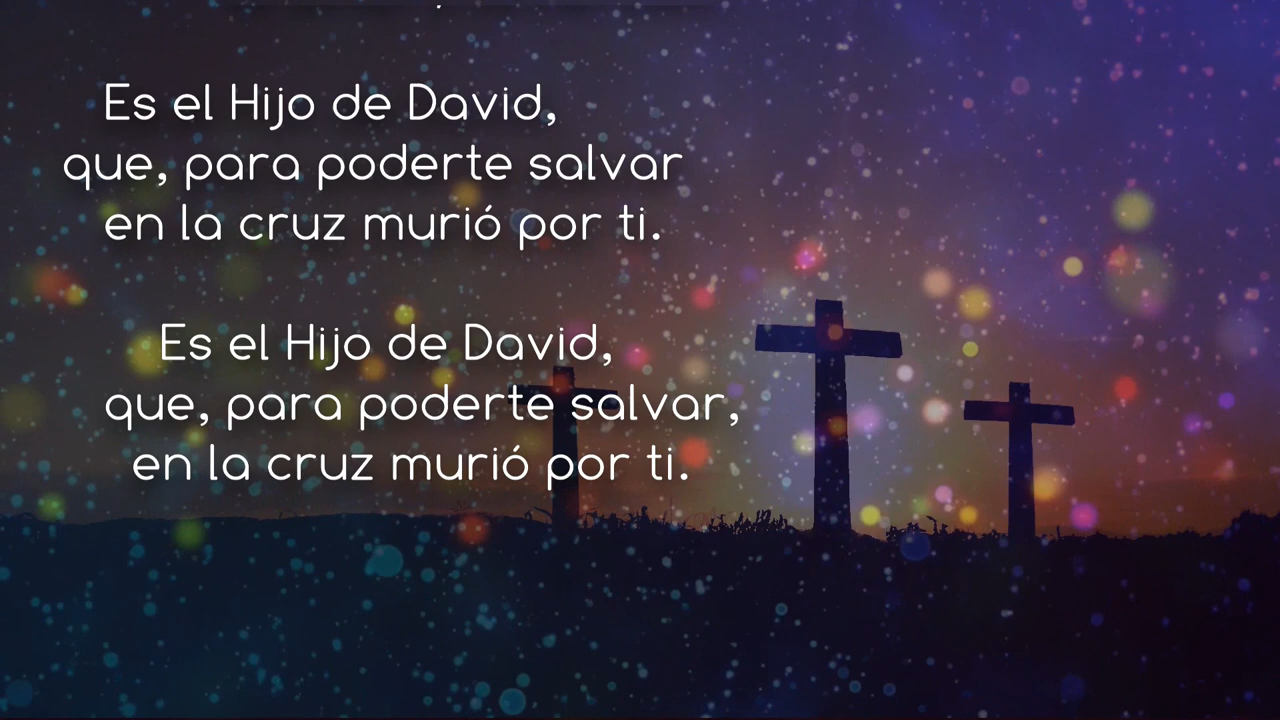 Es el Hijo de David,
que, para poderte salvar
en la cruz murió por ti.
Es el Hijo de David,
que, para poderte salvar,
en la cruz murió por ti.